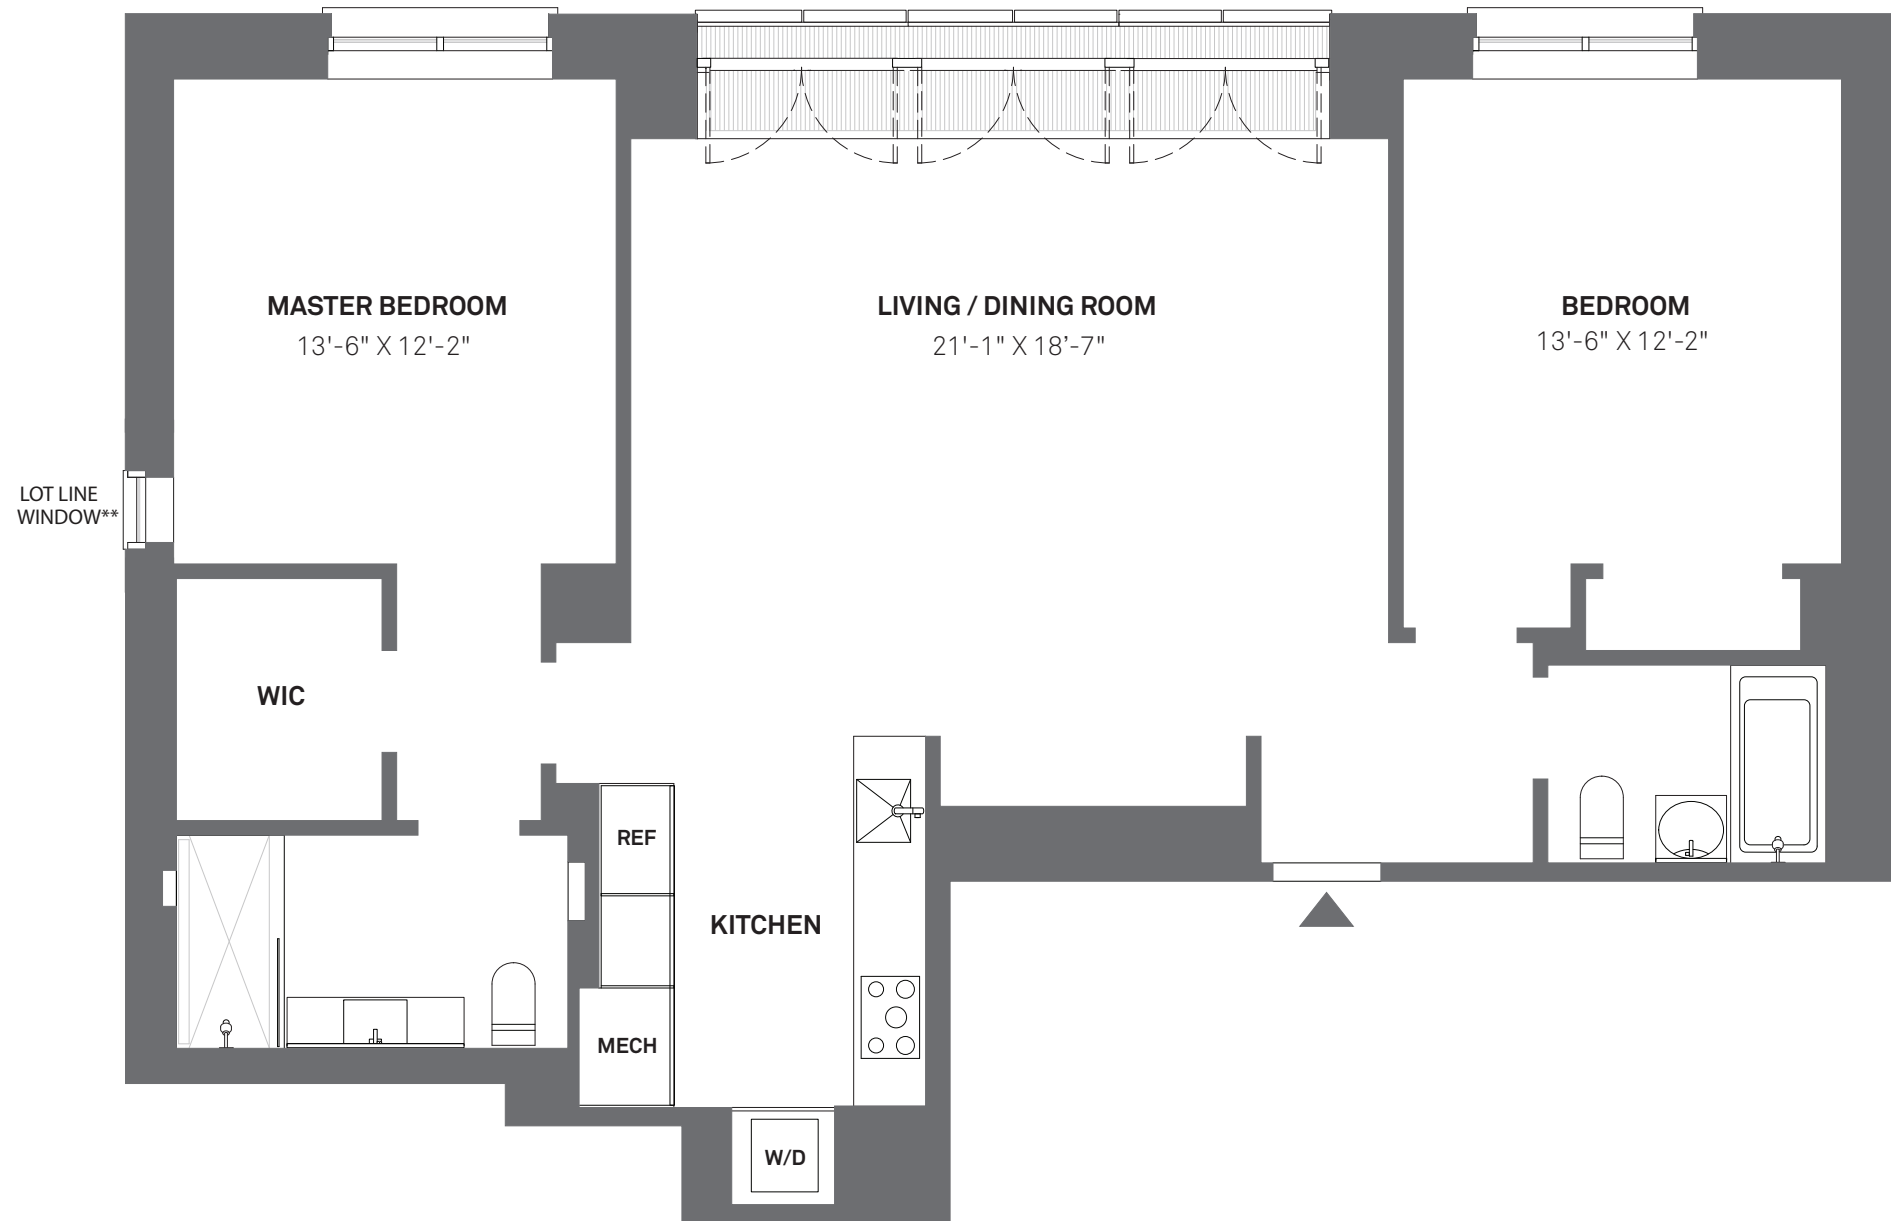 MASTER BEDROOM
13'-6" X 12'-2"
LIVING / DINING ROOM
21'-1" X 18’-7"
BEDROOM
13'-6" X 12'-2"
LOT LINE
WINDOW**
WIC
REF
KITCHEN
MECH
W/D